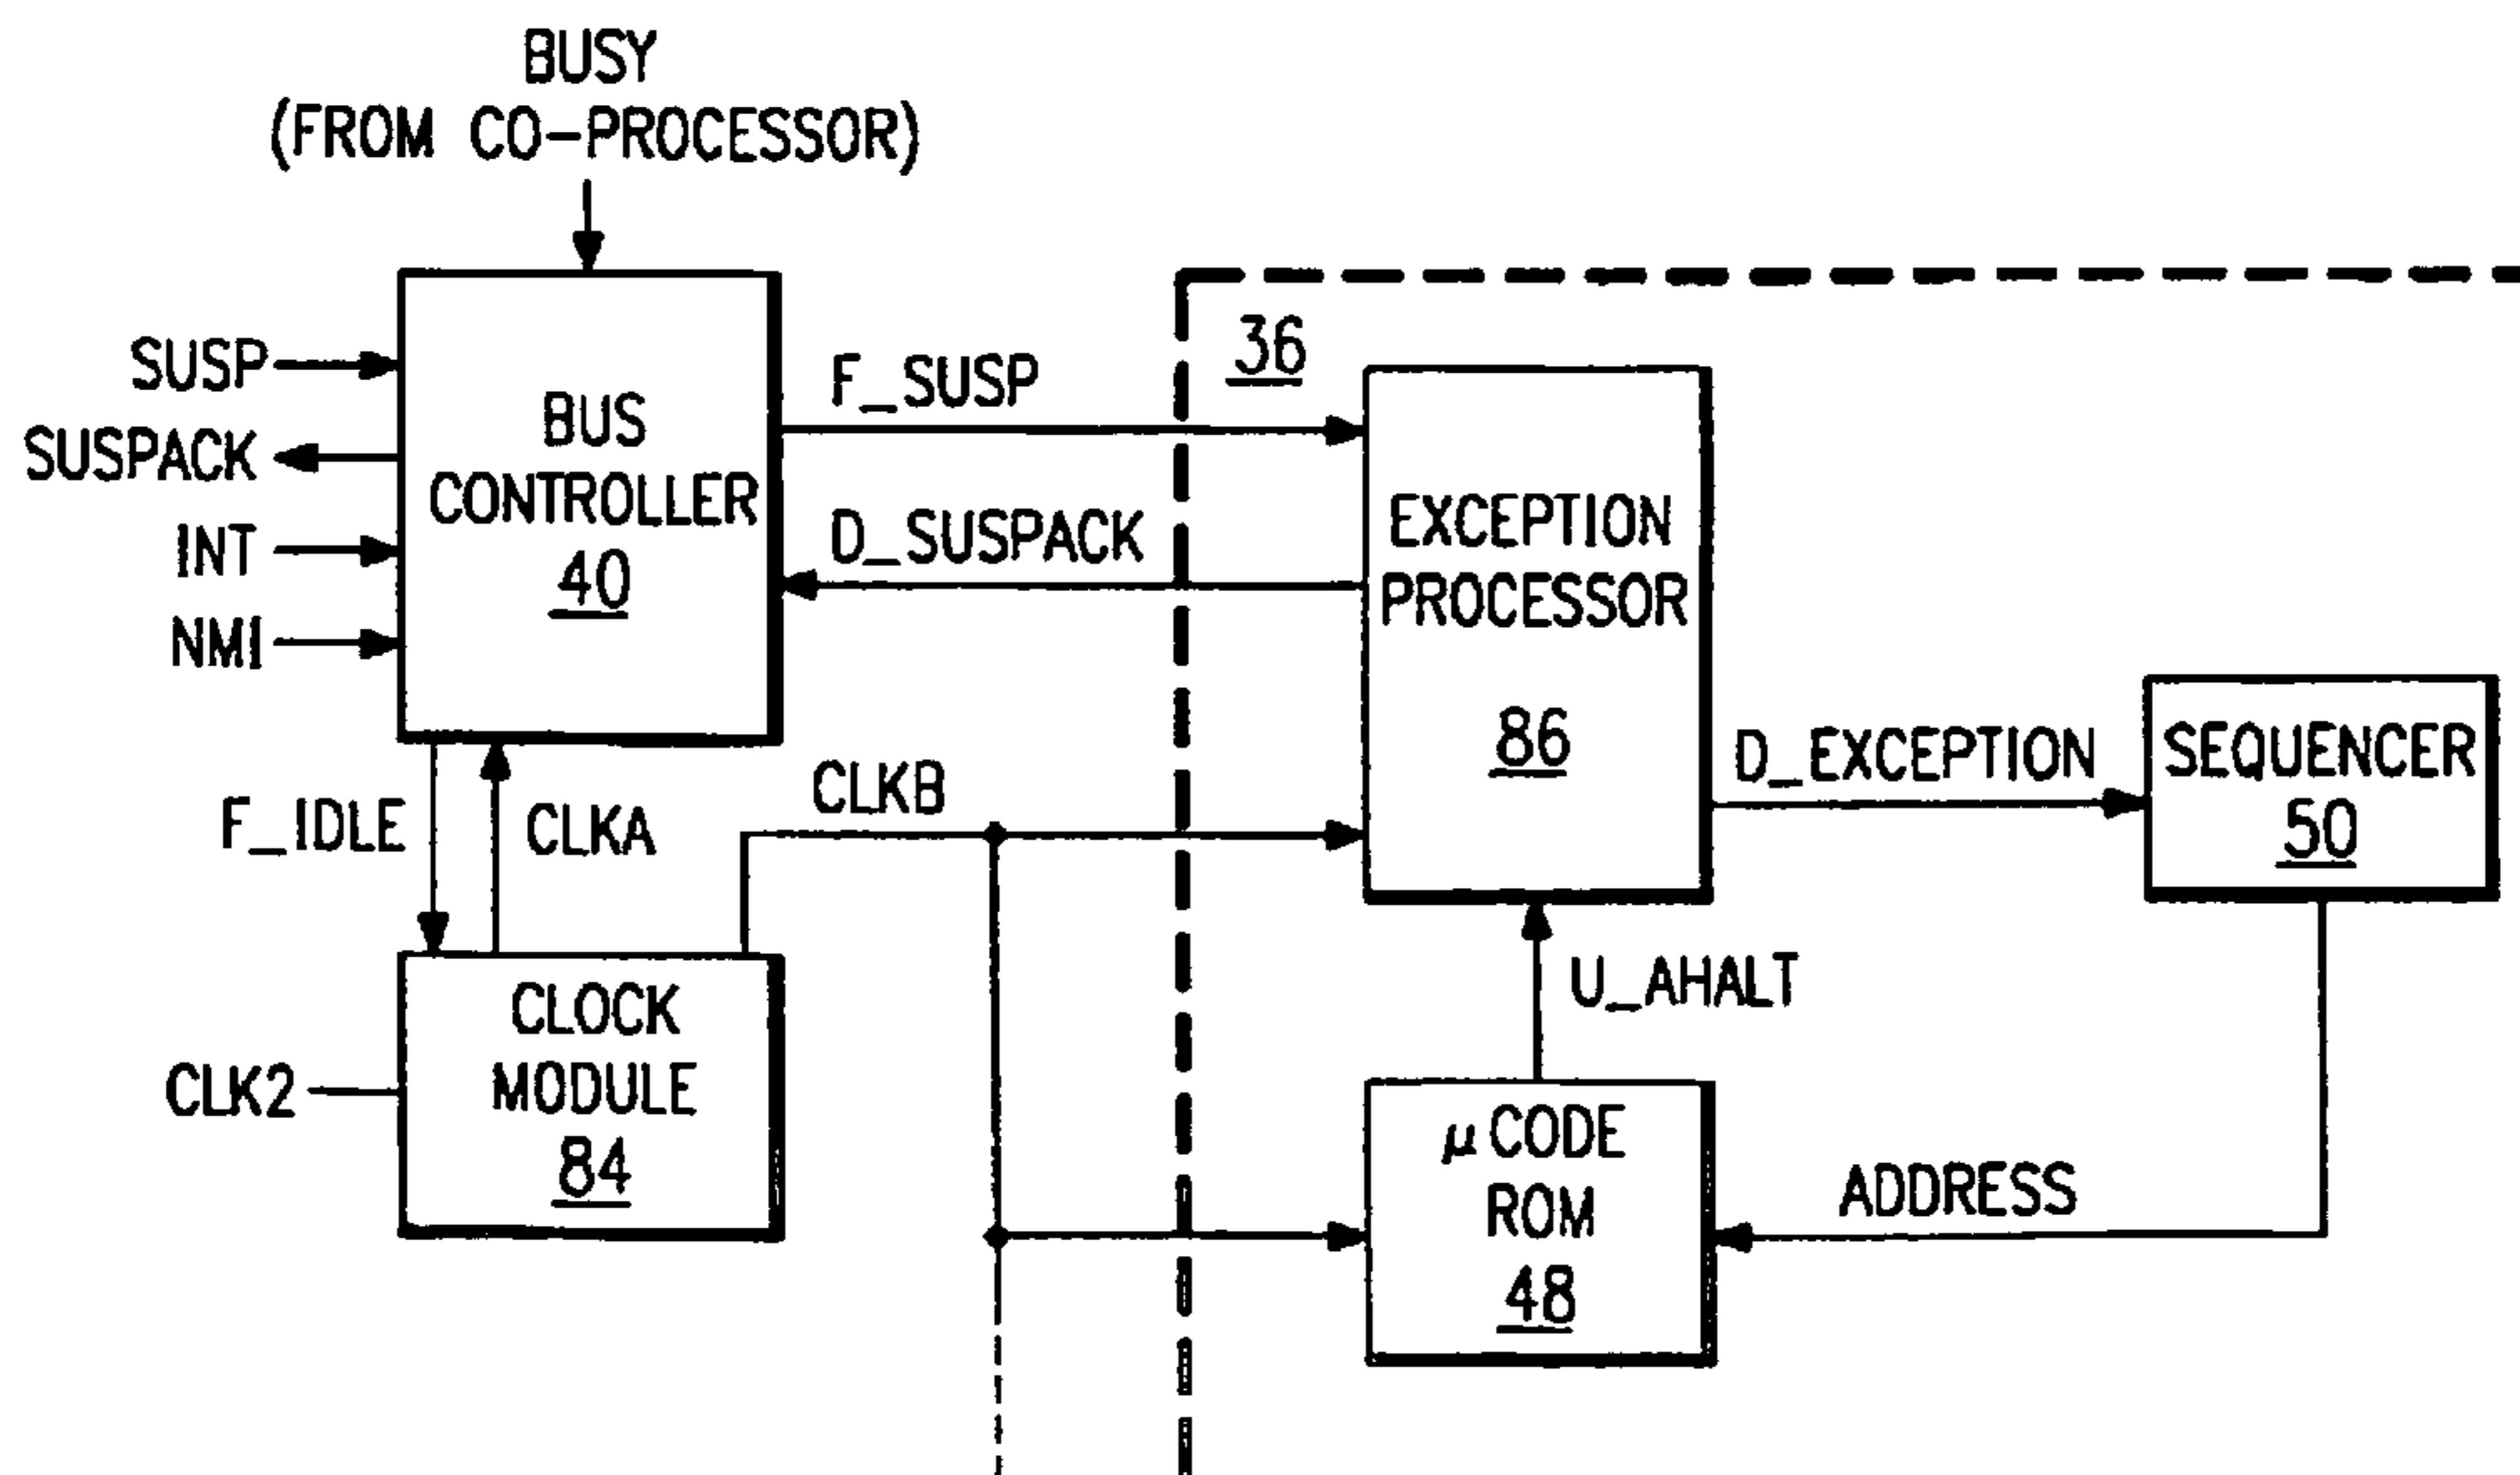 BUSY
(FROM CO-PROCESSOR)
36
SUSP
SUSPACK
INT
NMI
BUS
CONTROLLER
40
F_SUSP
D_SUSPACK
EXCEPTION
PROCESSOR
86
D_EXCEPTION
SEQUENCER
50
F_IDLE
CLKA
CLKB
U_AHALT
CLK2
CLOCK
MODULE
84
μCODE
ROM
48
ADDRESS